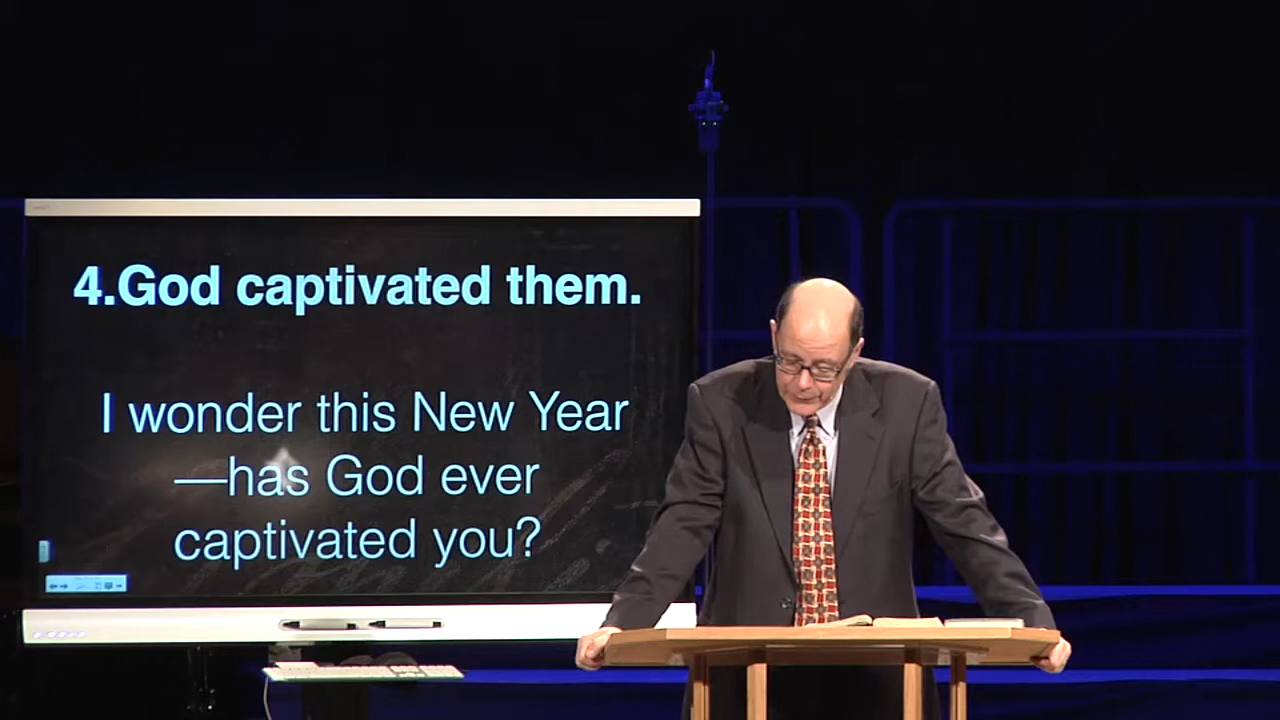 4.God captivated them.
I wonder this New Year
—has God ever
captivated you?